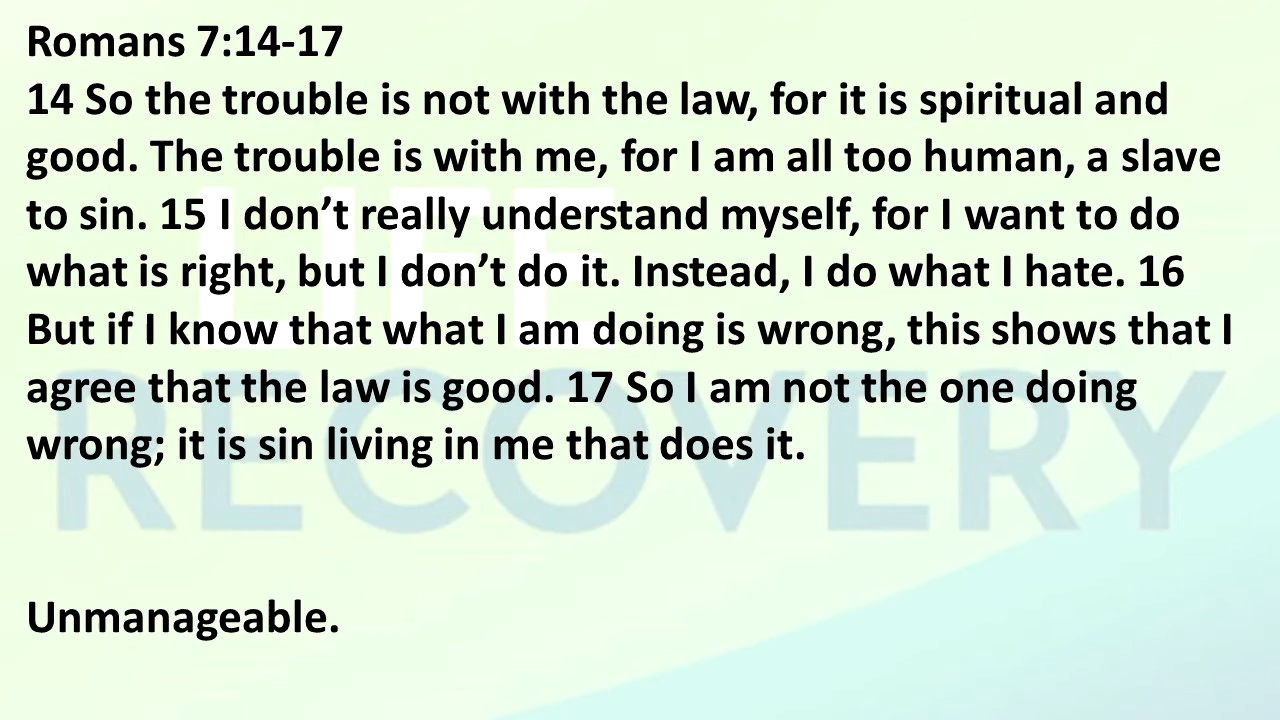 Romans 7:14-17
14 So the trouble is not with the law, for it is spiritual and
good. The trouble is with me, for I am all too human, a slave
to sin. 15 I don’t really understand myself, for I want to do
what is right, but I don’t do it. Instead, I do what I hate. 16
But if I know that what I am doing is wrong, this shows that I
agree that the law is good. 17 So I am not the one doing
wrong; it is sin living in me that does it.
Unmanageable.
LIFE
RECOVERY